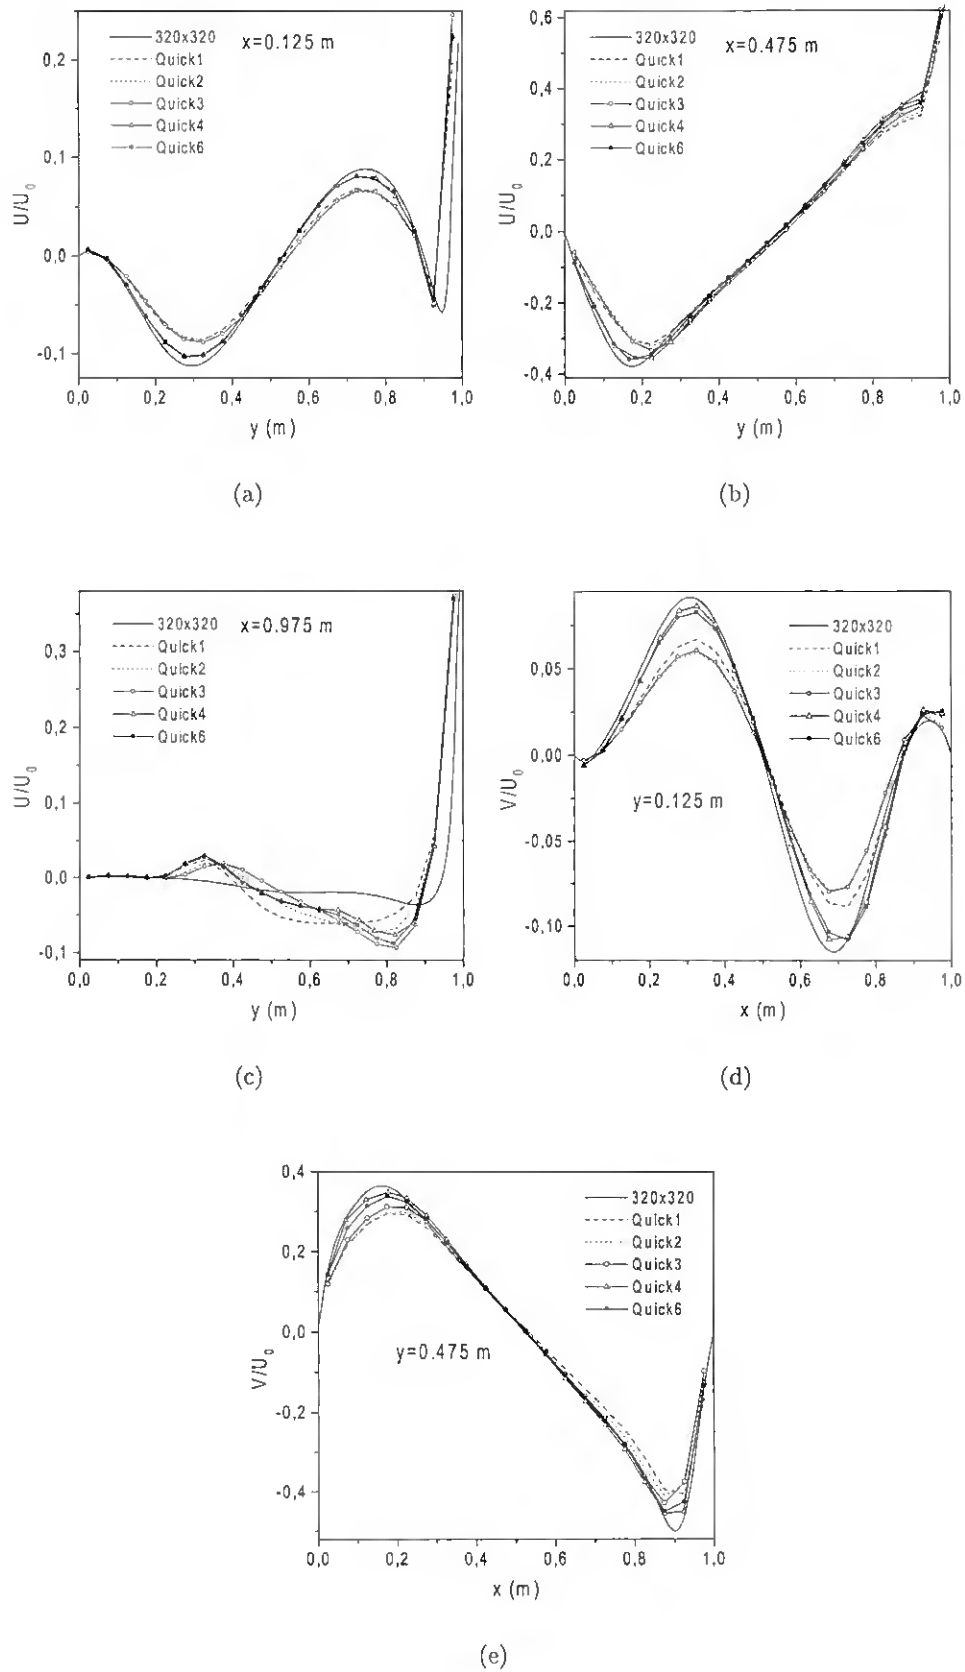 320x320
Quick1
Quick2
Quick3
Quick4
Quick6
x=0.125 m
U/U0
0,2
0,1
0,0
-0,1
0,0 0,2 0,4 0,6 0,8 1,0
y (m)
(a)
320x320
Quick1
Quick2
Quick3
Quick4
Quick6
x=0.475 m
U/U0
0,6
0,4
0,2
0,0
-0,2
-0,4
0,0 0,2 0,4 0,6 0,8 1,0
y (m)
(b)
320x320
Quick1
Quick2
Quick3
Quick4
Quick6
x=0.975 m
U/U0
0,3
0,2
0,1
0,0
-0,1
0,0 0,2 0,4 0,6 0,8 1,0
y (m)
(c)
320x320
Quick1
Quick2
Quick3
Quick4
Quick6
y=0.125 m
V/U0
0,05
0,00
-0,05
-0,10
0,0 0,2 0,4 0,6 0,8 1,0
x (m)
(d)
320x320
Quick1
Quick2
Quick3
Quick4
Quick6
y=0.475 m
V/U0
0,4
0,2
0,0
-0,2
-0,4
0,0 0,2 0,4 0,6 0,8 1,0
x (m)
(e)